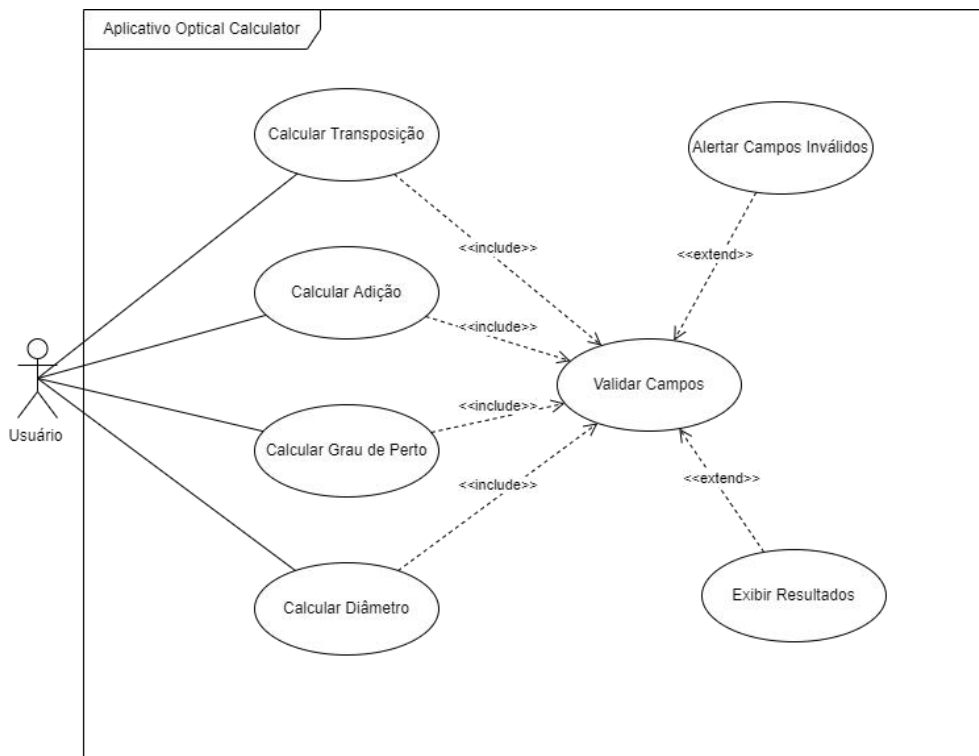 Aplicativo Optical Calculator
Calcular Transposição
Alertar Campos Inválidos
<<include>>
<<extend>>
Calcular Adição
<<include>>
Validar Campos
Usuário
Calcular Grau de Perto
<<include>>
<<include>>
<<extend>>
Calcular Diâmetro
Exibir Resultados